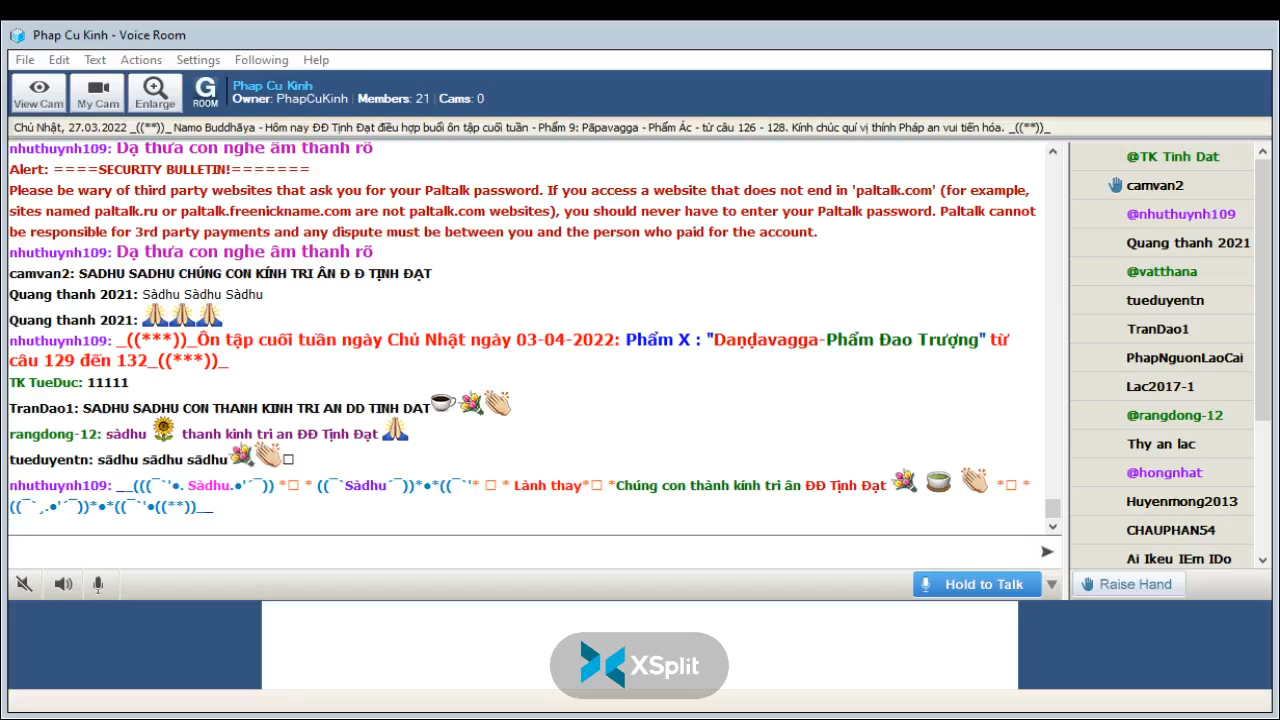 Phap Cu Kinh - Voice Room
File Edit Text Actions Settings Following Help
View Cam My Cam Enlarge G ROOM
Phap Cu Kinh
Owner: PhapCuKinh Members: 21 Cams: 0
Chủ Nhật, 27.03.2022 _((**))_ Namo Buddhāya - Hôm nay ĐĐ Tịnh Đạt điều hợp buổi ôn tập cuối tuần - Phẩm 9: Pāpavagga - Phẩm Ác - từ câu 126 - 128. Kính chúc quí vị thính Pháp an vui tiến hóa. _((**))_
nhuthuynh109: Dạ thưa con nghe âm thanh rõ
Alert: ====SECURITY BULLETIN!=======
Please be wary of third party websites that ask you for your Paltalk password. If you access a website that does not end in 'paltalk.com' (for example,
sites named paltalk.ru or paltalk.freenickname.com are not paltalk.com websites), you should never have to enter your Paltalk password. Paltalk cannot
be responsible for 3rd party payments and any dispute must be between you and the person who paid for the account.
nhuthuynh109: Dạ thưa con nghe âm thanh rõ
camvan2: SADHU SADHU CHÚNG CON KÍNH TRI ÂN Đ Đ TỊNH ĐẠT
Quang thanh 2021: Sàdhu Sàdhu Sàdhu
Quang thanh 2021: 🙏🙏🙏
nhuthuynh109: _((***))_Ôn tập cuối tuần ngày Chủ Nhật ngày 03-04-2022: Phẩm X : "Daṇḍavagga-Phẩm Đao Trượng" từ
câu 129 đến 132_((***))_
TK TueDuc: 11111
TranDao1: SADHU SADHU CON THANH KINH TRI AN DD TINH DAT
rangdong-12: sàdhu 🌻 thanh kính tri ân ĐĐ Tịnh Đạt 🙏
tueduyentn: sādhu sādhu sādhu
nhuthuynh109: __(((¯`'•. Sàdhu.•'´¯)) *□ * ((¯`Sàdhu´¯))*•*((¯`'* □ * Lành thay*□ *Chúng con thành kính tri ân ĐĐ Tịnh Đạt *□ *
((¯`¸.•'´¯))*•*((¯`'•((**))__
@TK Tinh Dat
camvan2
@nhuthuynh109
Quang thanh 2021
@vatthana
tueduyentn
TranDao1
PhapNguonLaoCai
Lac2017-1
@rangdong-12
Thy an lac
@hongnhat
Huyenmong2013
CHAUPHAN54
Ai Ikeu IEm IDo
Hold to Talk
Raise Hand
XSplit